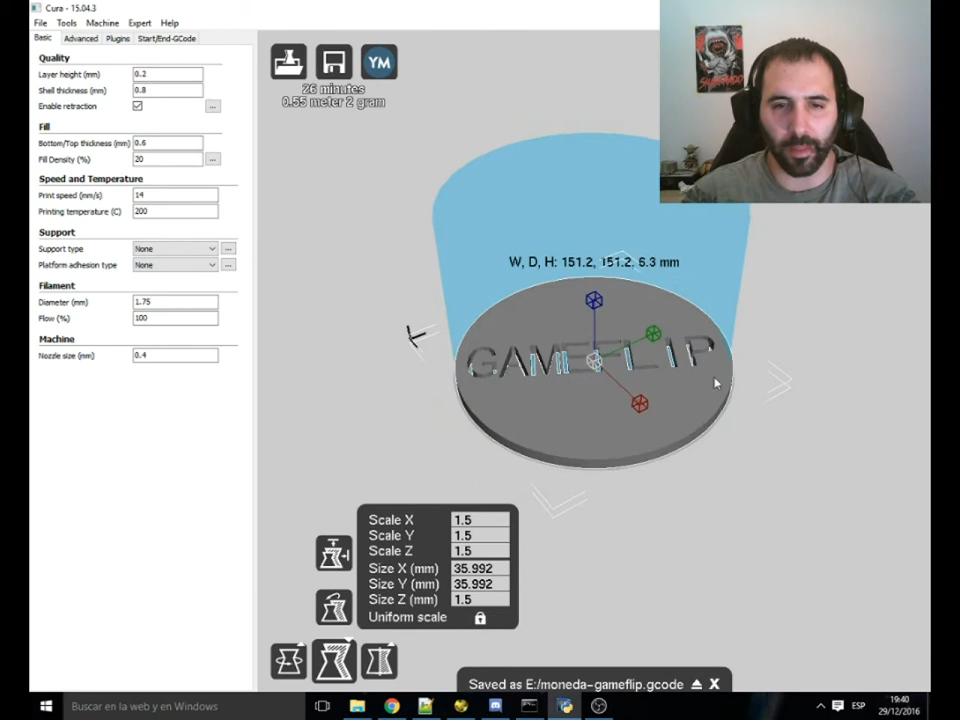 Cura - 15.04.3
File Tools Machine Expert Help
Basic Advanced Plugins Start/End-GCode
Quality
Layer height (mm) 0.2
Shell thickness (mm) 0.8
Enable retraction ...
Fill
Bottom/Top thickness (mm) 0.6
Fill Density (%) 20 ...
Speed and Temperature
Print speed (mm/s) 14
Printing temperature (C) 200
Support
Support type None ...
Platform adhesion type None ...
Filament
Diameter (mm) 1.75
Flow (%) 100
Machine
Nozzle size (mm) 0.4
YM
26 minutes
0.55 meter 2 gram
W, D, H: 151.2, 151.2, 6.3 mm
GAMEFLIP
Scale X 1.5
Scale Y 1.5
Scale Z 1.5
Size X (mm) 35.992
Size Y (mm) 35.992
Size Z (mm) 1.5
Uniform scale
Saved as E:/moneda-gameflip.gcode X
Buscar en la web y en Windows
ESP
19:40
29/12/2016